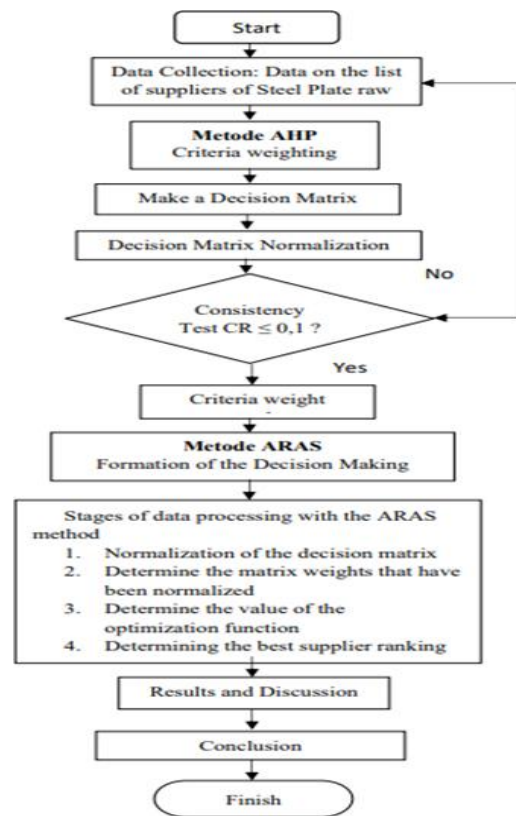 Start
Data Collection: Data on the list
of suppliers of Steel Plate raw
Metode AHP
Criteria weighting
Make a Decision Matrix
Decision Matrix Normalization
No
Consistency
Test CR ≤ 0,1 ?
Yes
Criteria weight
Metode ARAS
Formation of the Decision Making
Stages of data processing with the ARAS
method
1. Normalization of the decision matrix
2. Determine the matrix weights that have
been normalized
3. Determine the value of the
optimization function
4. Determining the best supplier ranking
Results and Discussion
Conclusion
Finish